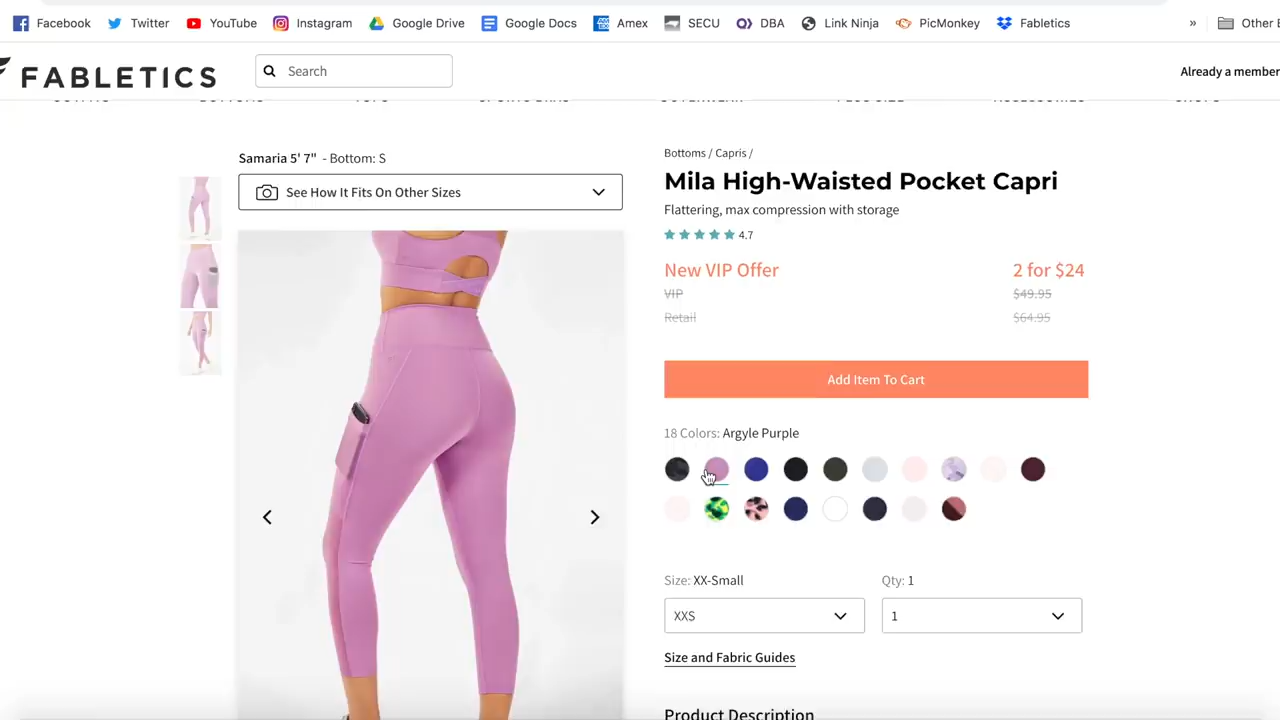 Facebook Twitter YouTube Instagram Google Drive Google Docs Amex SECU DBA Link Ninja PicMonkey Fabletics » Other
FABLETICS Search Already a member
Samaria 5' 7" - Bottom: S
See How It Fits On Other Sizes
Bottoms / Capris /
Mila High-Waisted Pocket Capri
Flattering, max compression with storage
4.7
New VIP Offer 2 for $24
VIP $49.95
Retail $64.95
Add Item To Cart
18 Colors: Argyle Purple
Size: XX-Small Qty: 1
XXS 1
Size and Fabric Guides
Product Description